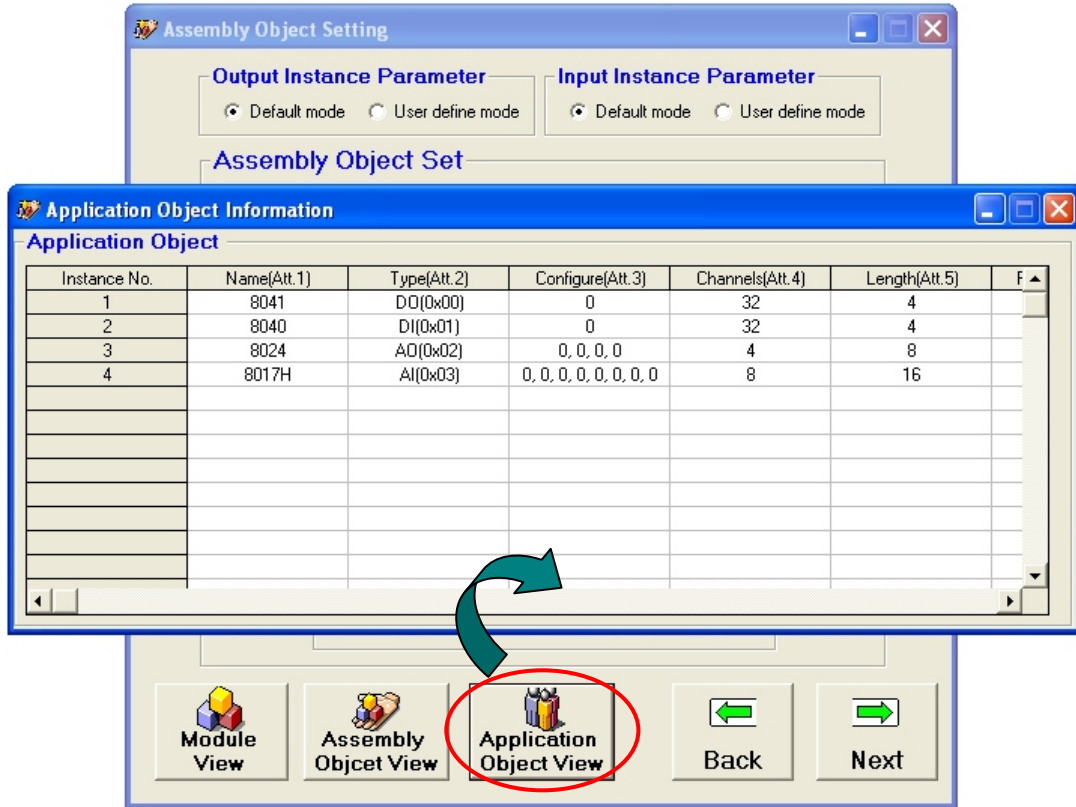 Assembly Object Setting
Output Instance Parameter
Default mode
User define mode
Input Instance Parameter
Default mode
User define mode
Assembly Object Set
Application Object Information
Application Object
Instance No. Name(Att.1) Type(Att.2) Configure(Att.3) Channels(Att.4) Length(Att.5)
1 8041 DO(0x00) 0 32 4
2 8040 DI(0x01) 0 32 4
3 8024 AO(0x02) 0, 0, 0, 0 4 8
4 8017H AI(0x03) 0, 0, 0, 0, 0, 0, 0, 0 8 16
Module
View
Assembly
Objcet View
Application
Object View
Back
Next